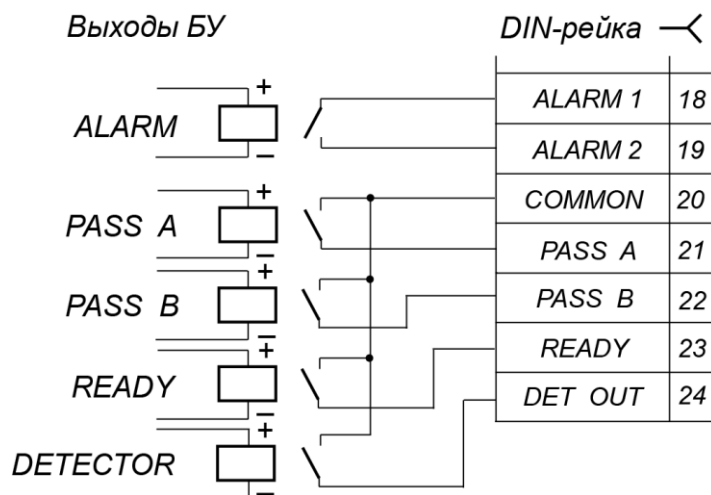 Выходы БУ
DIN-рейка
+
ALARM
−
+
PASS A
−
+
PASS B
−
+
READY
−
+
DETECTOR
−
ALARM 1 18
ALARM 2 19
COMMON 20
PASS A 21
PASS B 22
READY 23
DET OUT 24